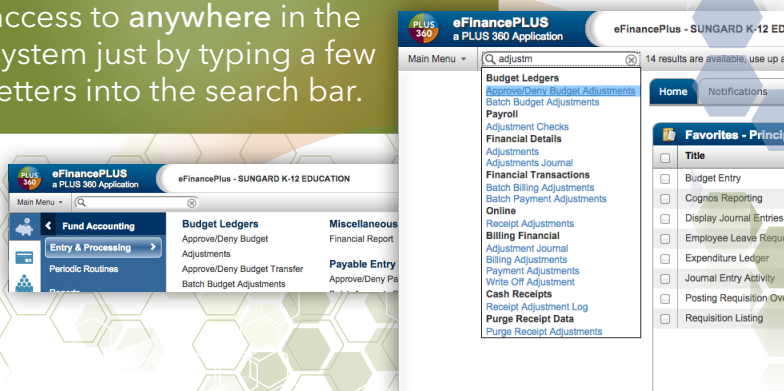 access to anywhere in the
system just by typing a few
letters into the search bar.
PLUS 360
eFinancePLUS
a PLUS 360 Application
eFinancePlus - SUNGARD K-12 EDUCATION
Main Menu
Fund Accounting
Entry & Processing
Periodic Routines
Reports
Budget Ledgers
Approve/Deny Budget
Adjustments
Approve/Deny Budget Transfer
Batch Budget Adjustments
Miscellaneous
Financial Report
Payable Entry
Approve/Deny Pa
PLUS 360
eFinancePLUS
a PLUS 360 Application
eFinancePlus - SUNGARD K-12 ED
Main Menu
adjustm
14 results are available, use up a
Budget Ledgers
Approve/Deny Budget Adjustments
Batch Budget Adjustments
Payroll
Adjustment Checks
Financial Details
Adjustments
Adjustments Journal
Financial Transactions
Batch Billing Adjustments
Batch Payment Adjustments
Online
Receipt Adjustments
Billing Financial
Adjustment Journal
Billing Adjustments
Payment Adjustments
Write Off Adjustment
Cash Receipts
Receipt Adjustment Log
Purge Receipt Data
Purge Receipt Adjustments
Home
Notifications
Favorites - Princip
Title
Budget Entry
Cognos Reporting
Display Journal Entries
Employee Leave Reque
Expenditure Ledger
Journal Entry Activity
Posting Requisition Ove
Requisition Listing